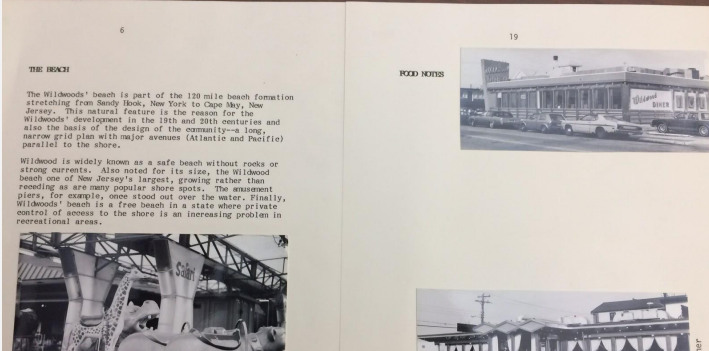 6
THE BEACH
The Wildwoods' beach is part of the 120 mile beach formation
stretching from Sandy Hook, New York to Cape May, New
Jersey. This natural feature is the reason for the
Wildwoods' development in the 19th and 20th centuries and
also the basis of the design of the community--a long,
narrow grid plan with major avenues (Atlantic and Pacific)
parallel to the shore.
Wildwood is widely known as a safe beach without rocks or
strong currents. Also noted for its size, the Wildwood
beach one of New Jersey's largest, growing rather than
receding as are many popular shore spots. The amusement
piers, for example, once stood out over the water. Finally,
Wildwoods' beach is a free beach in a state where private
control of access to the shore is an increasing problem in
recreational areas.
Safari
19
FOOD NOTES
Wildwood
DINER